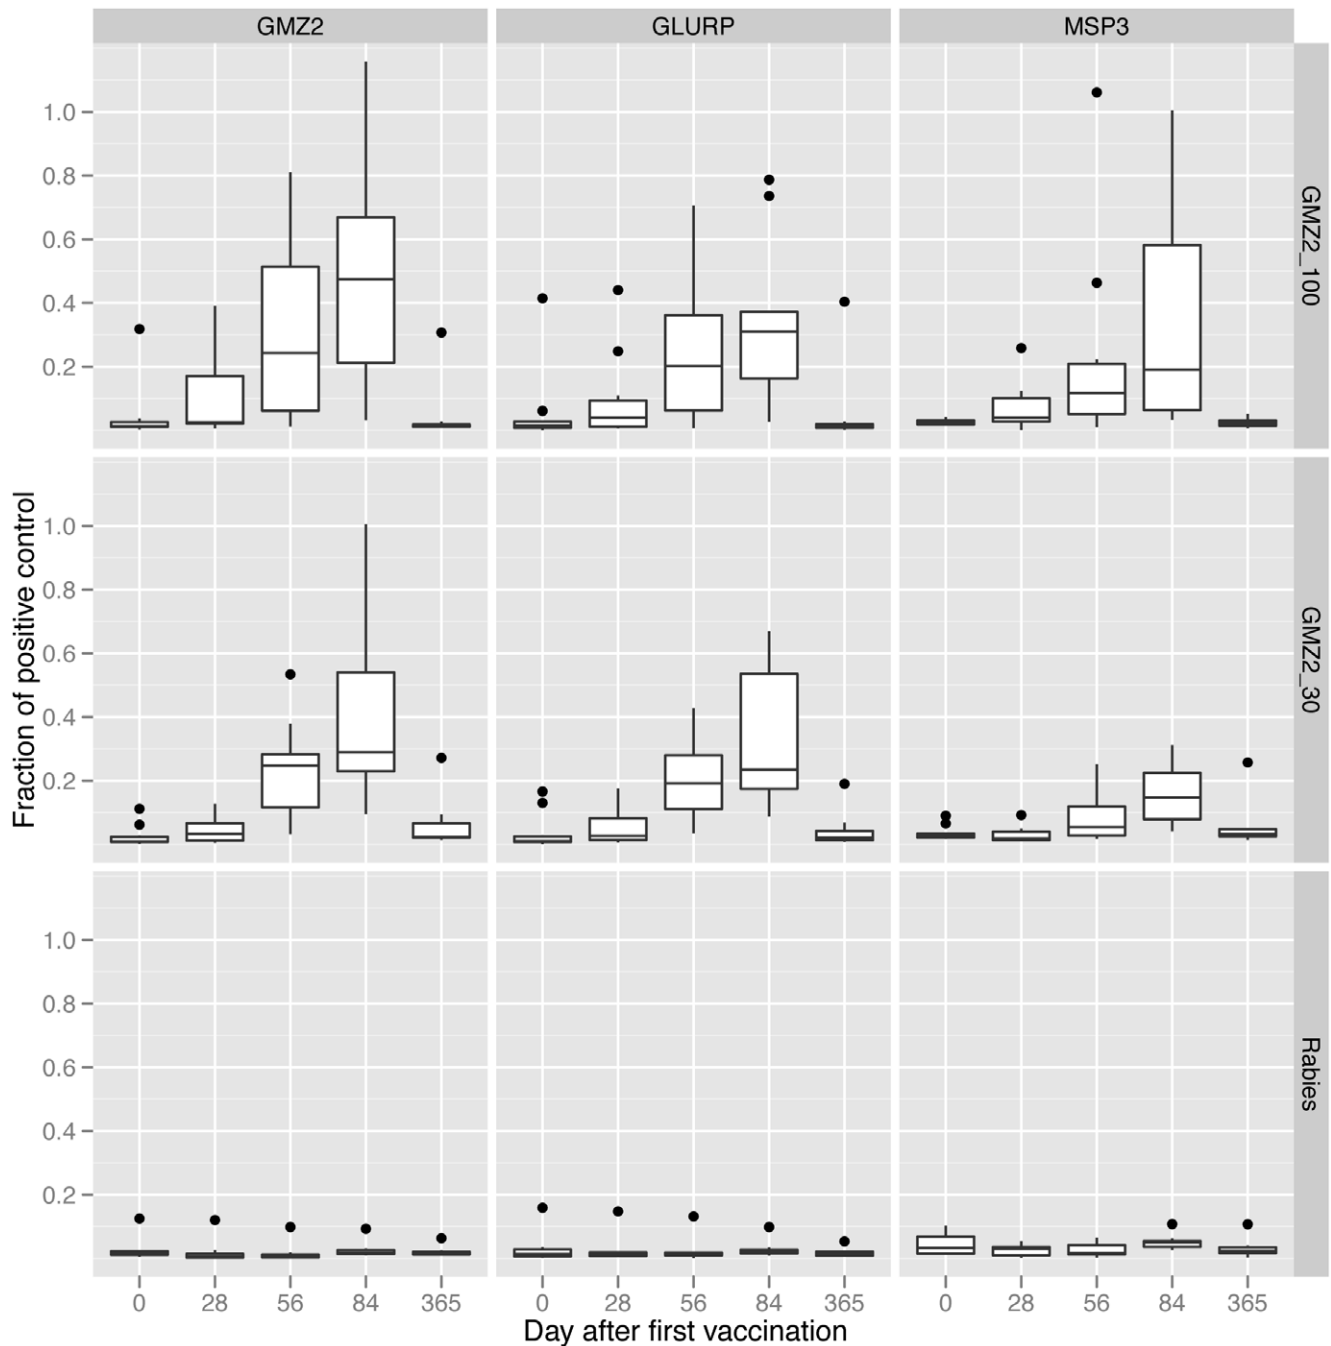 GMZ2 GLURP MSP3
1.0
0.8
0.6
0.4
0.2
GMZ2_100
1.0
0.8
0.6
0.4
0.2
GMZ2_30
1.0
0.8
0.6
0.4
0.2
Rabies
Fraction of positive control
0 28 56 84 365 0 28 56 84 365 0 28 56 84 365
Day after first vaccination